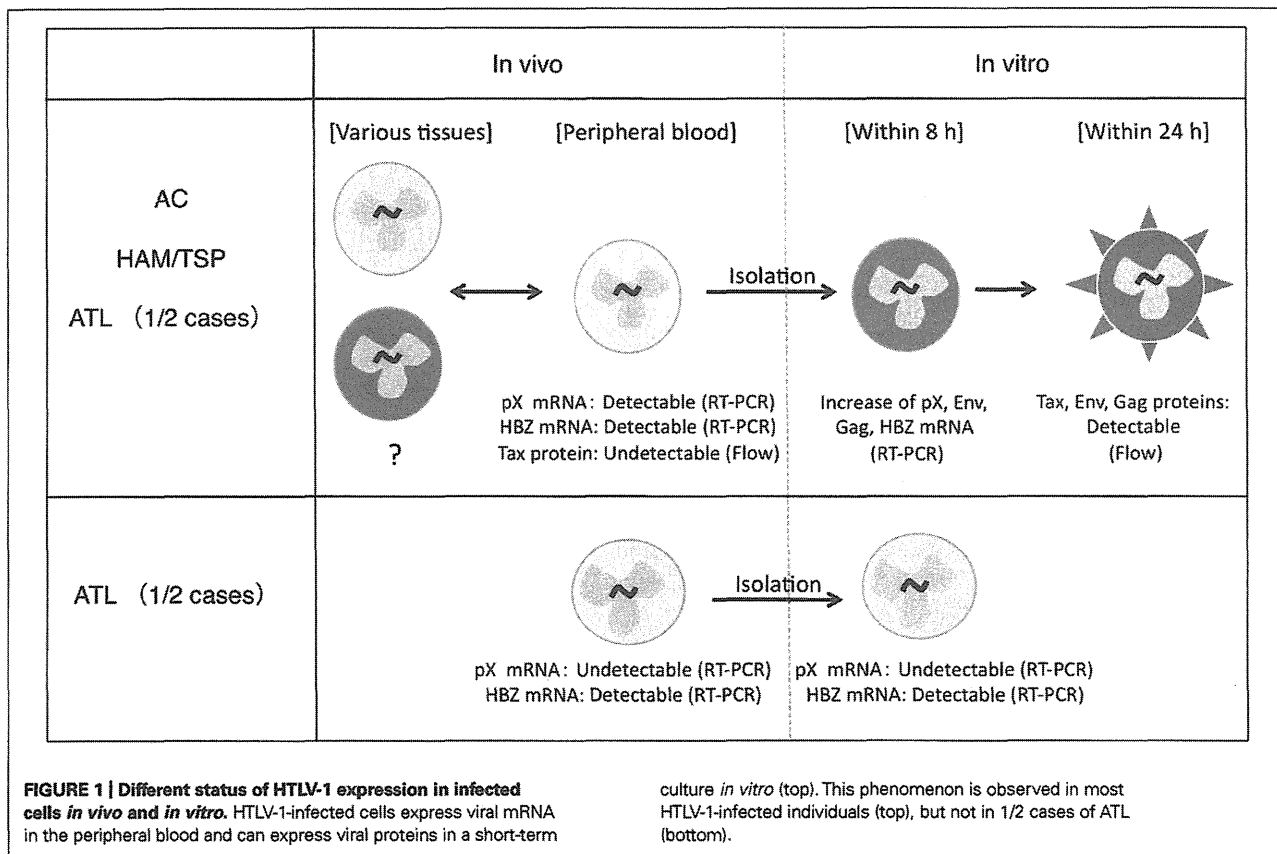 In vivo
In vitro
AC
HAM/TSP
ATL (1/2 cases)
[Various tissues]
?
[Peripheral blood]
pX mRNA: Detectable (RT-PCR)
HBZ mRNA: Detectable (RT-PCR)
Tax protein: Undetectable (Flow)
Isolation
[Within 8 h]
Increase of pX, Env,
Gag, HBZ mRNA
(RT-PCR)
[Within 24 h]
Tax, Env, Gag proteins:
Detectable
(Flow)
ATL (1/2 cases)
pX mRNA: Undetectable (RT-PCR)
HBZ mRNA: Detectable (RT-PCR)
Isolation
pX mRNA: Undetectable (RT-PCR)
HBZ mRNA: Detectable (RT-PCR)
FIGURE 1 | Different status of HTLV-1 expression in infected
cells in vivo and in vitro. HTLV-1-infected cells express viral mRNA
in the peripheral blood and can express viral proteins in a short-term
culture in vitro (top). This phenomenon is observed in most
HTLV-1-infected individuals (top), but not in 1/2 cases of ATL
(bottom).